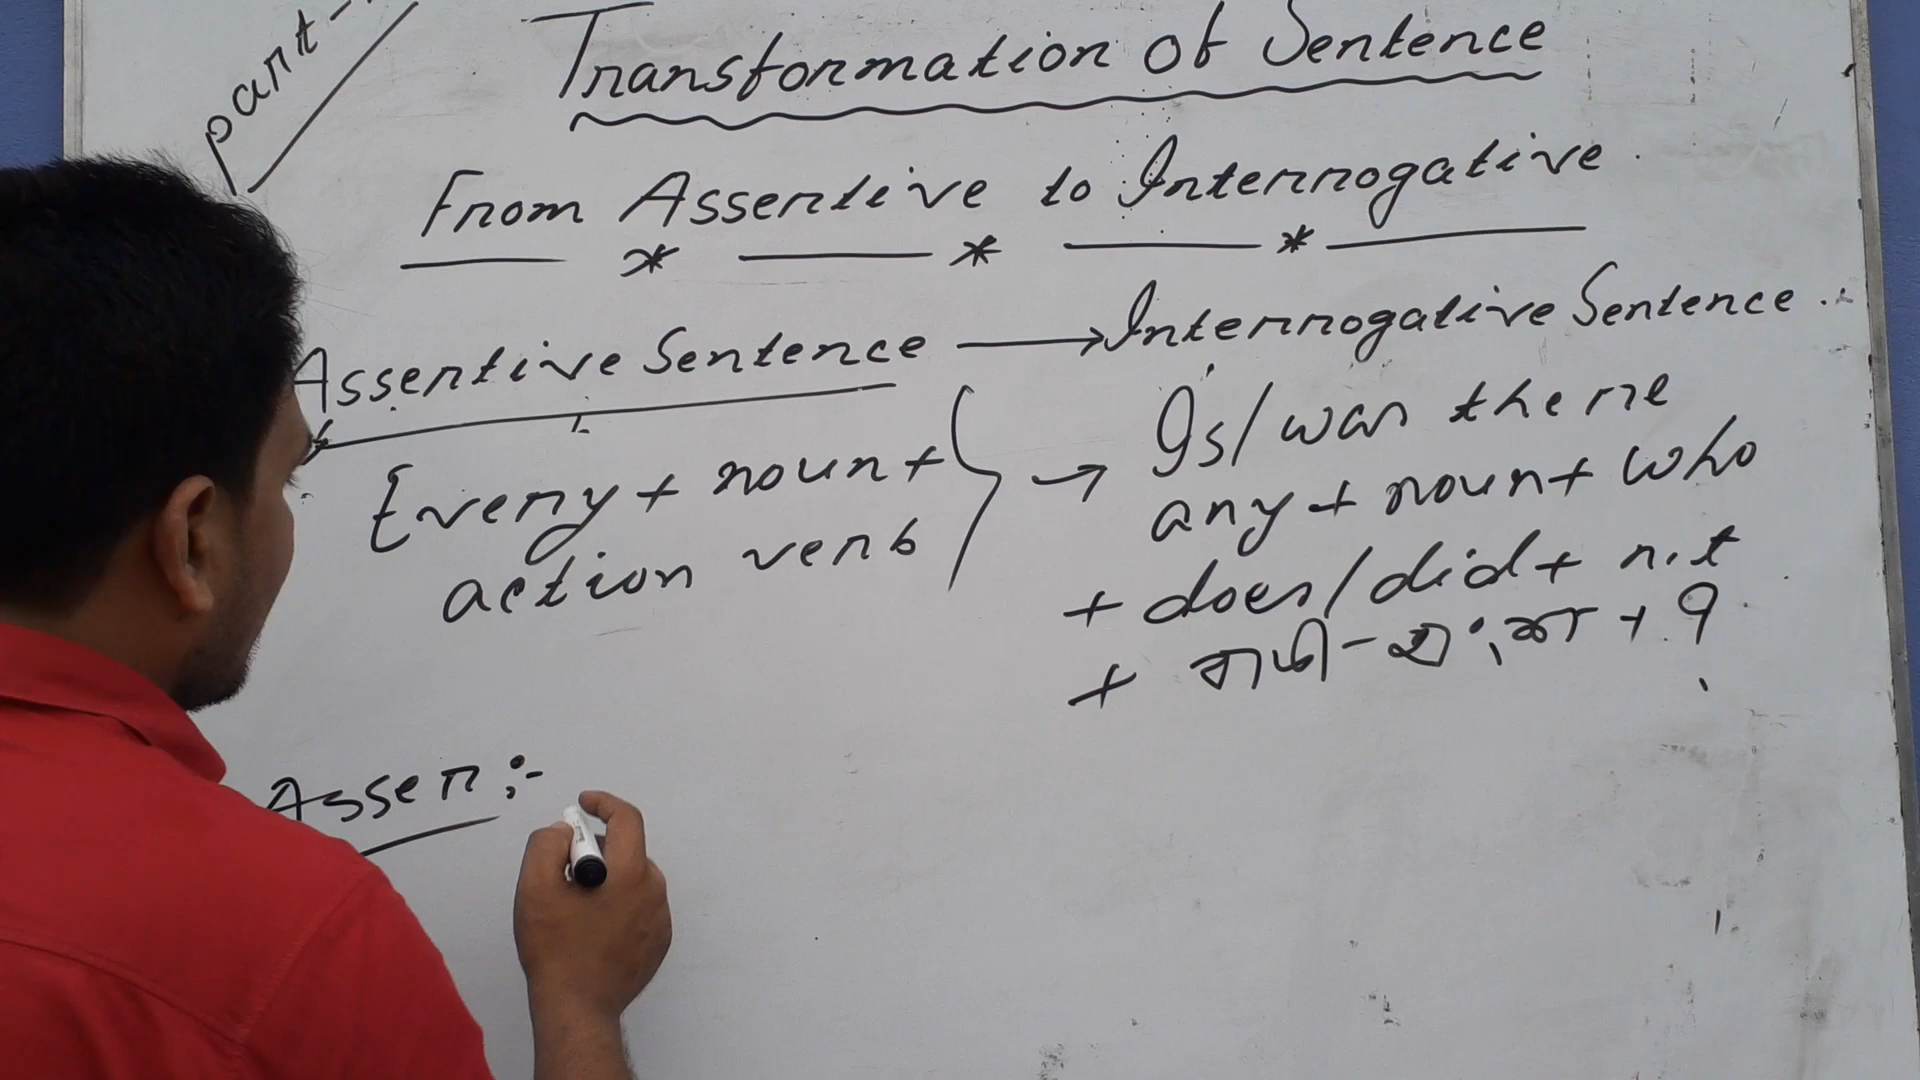 part-
Transformation of Sentence
From Assertive to Interrogative
Assertive Sentence → Interrogative Sentence
Every + noun +
action verb
→ Is/was there
any + noun + who
+ does/did + not
+ বাকী-অংশ + ?
Asser :-